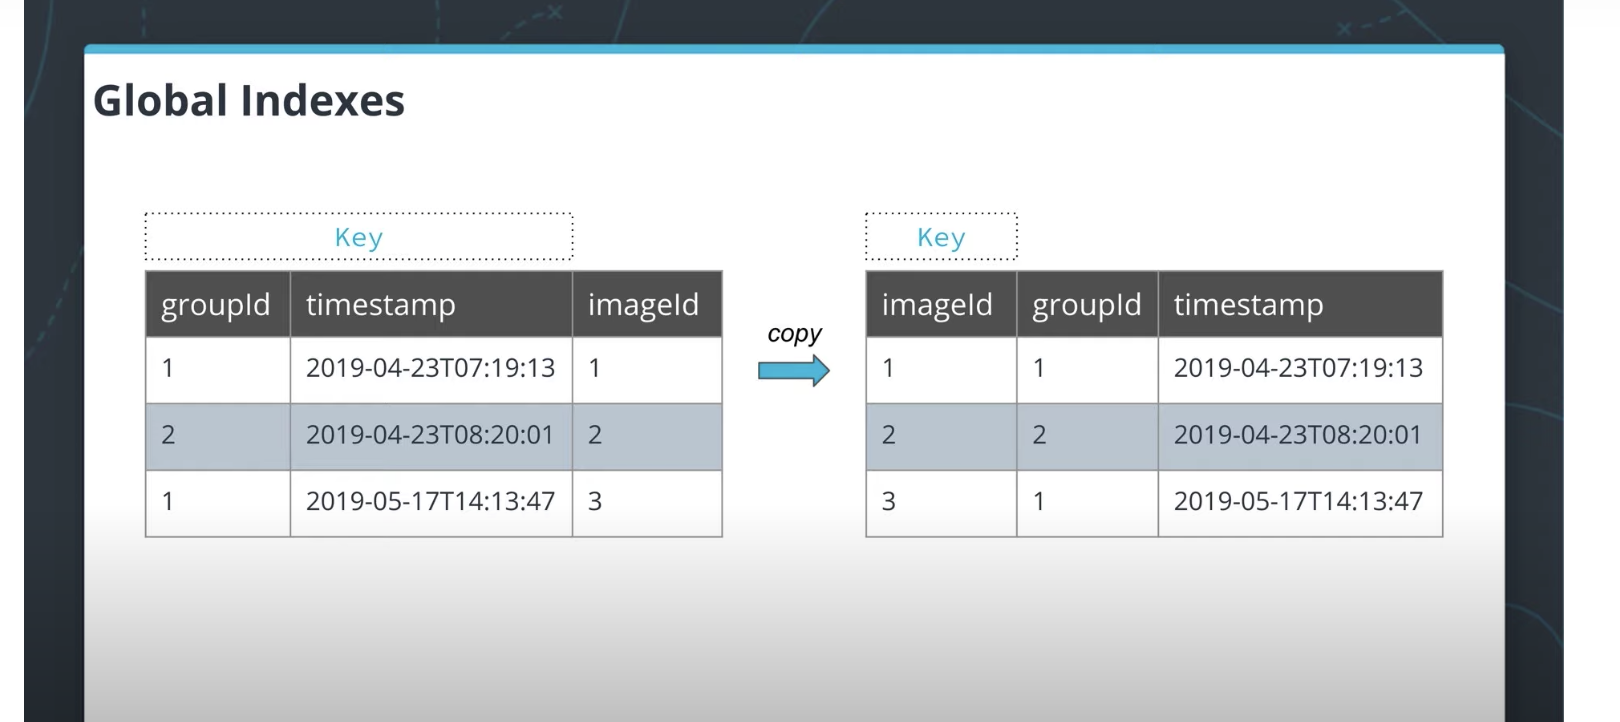 Global Indexes
Key
groupId timestamp imageId
1 2019-04-23T07:19:13 1
2 2019-04-23T08:20:01 2
1 2019-05-17T14:13:47 3
copy
Key
imageId groupId timestamp
1 1 2019-04-23T07:19:13
2 2 2019-04-23T08:20:01
3 1 2019-05-17T14:13:47